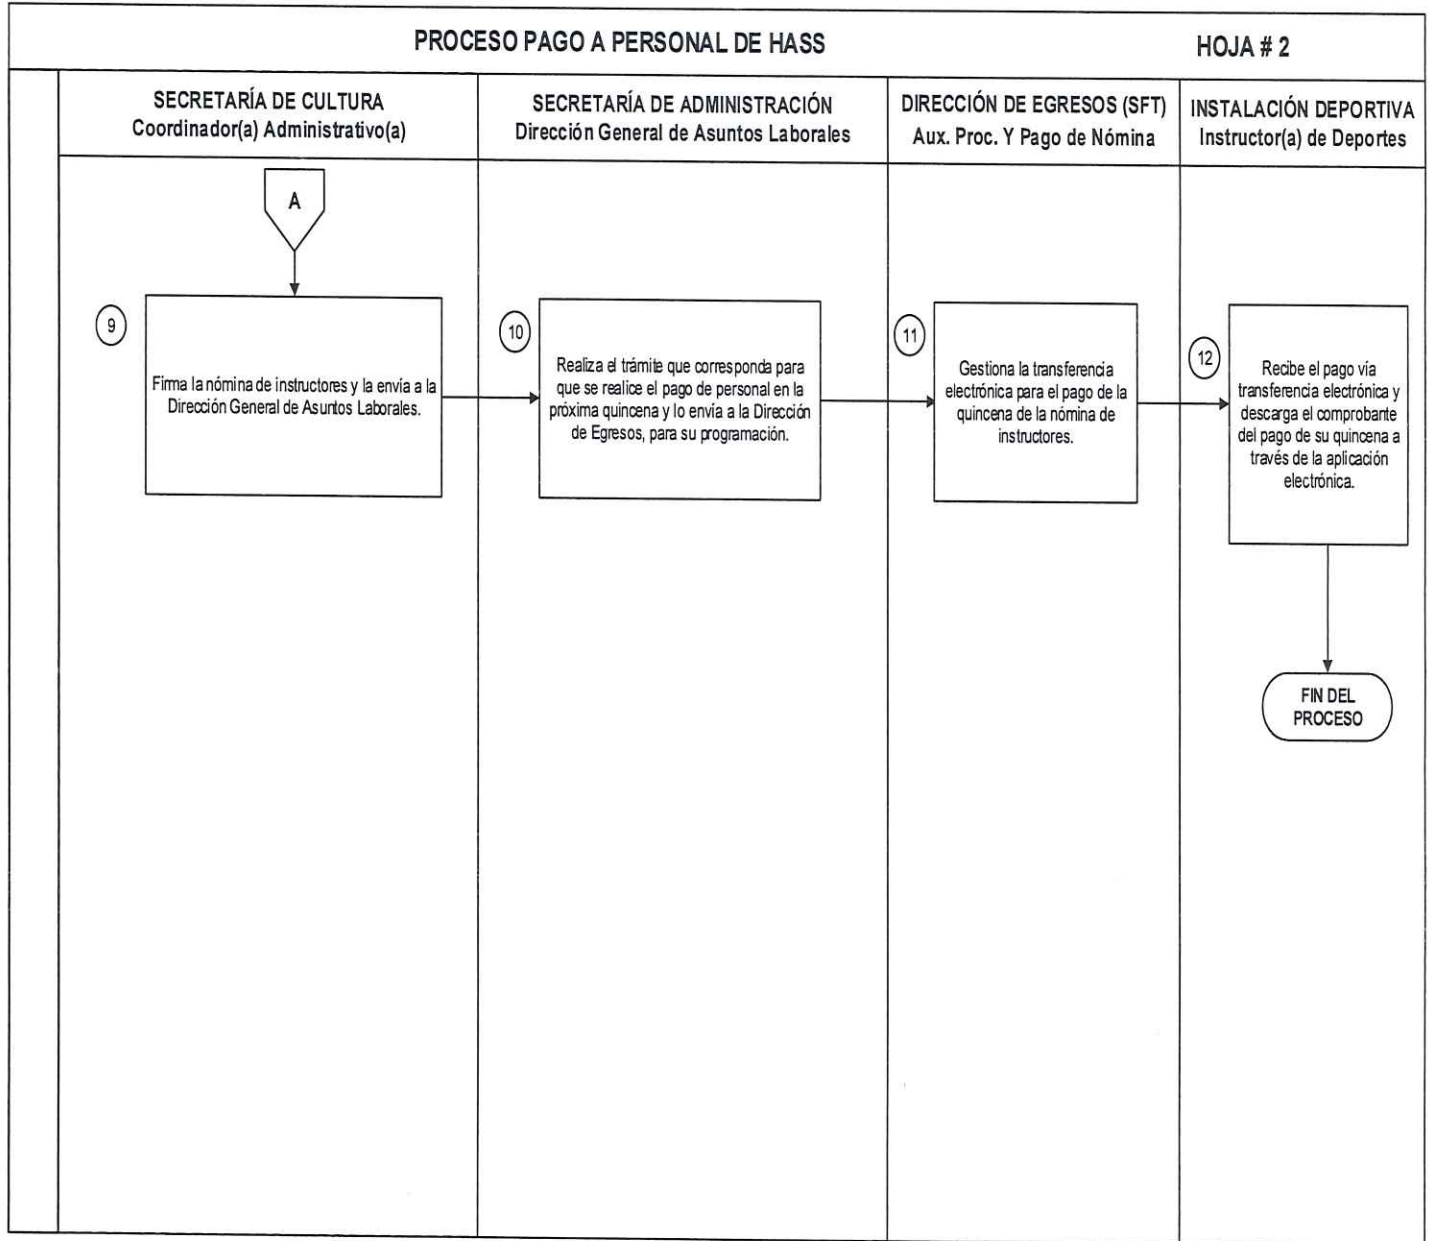 PROCESO PAGO A PERSONAL DE HASS
HOJA # 2
SECRETARÍA DE CULTURA
Coordinador(a) Administrativo(a)
SECRETARÍA DE ADMINISTRACIÓN
Dirección General de Asuntos Laborales
DIRECCIÓN DE EGRESOS (SFT)
Aux. Proc. Y Pago de Nómina
INSTALACIÓN DEPORTIVA
Instructor(a) de Deportes
A
9
Firma la nómina de instructores y la envía a la
Dirección General de Asuntos Laborales.
10
Realiza el trámite que corresponda para
que se realice el pago de personal en la
próxima quincena y lo envía a la Dirección
de Egresos, para su programación.
11
Gestiona la transferencia
electrónica para el pago de la
quincena de la nómina de
instructores.
12
Recibe el pago vía
transferencia electrónica y
descarga el comprobante
del pago de su quincena a
través de la aplicación
electrónica.
FIN DEL
PROCESO